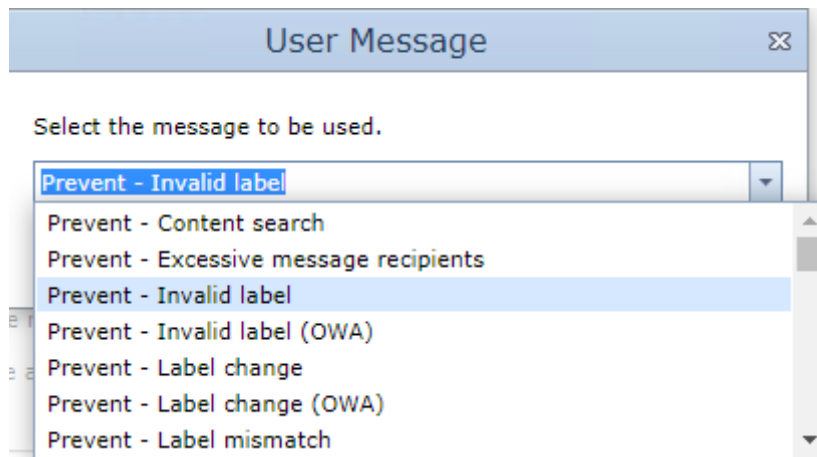 User Message
Select the message to be used.
Prevent - Invalid label
Prevent - Content search
Prevent - Excessive message recipients
Prevent - Invalid label
Prevent - Invalid label (OWA)
Prevent - Label change
Prevent - Label change (OWA)
Prevent - Label mismatch